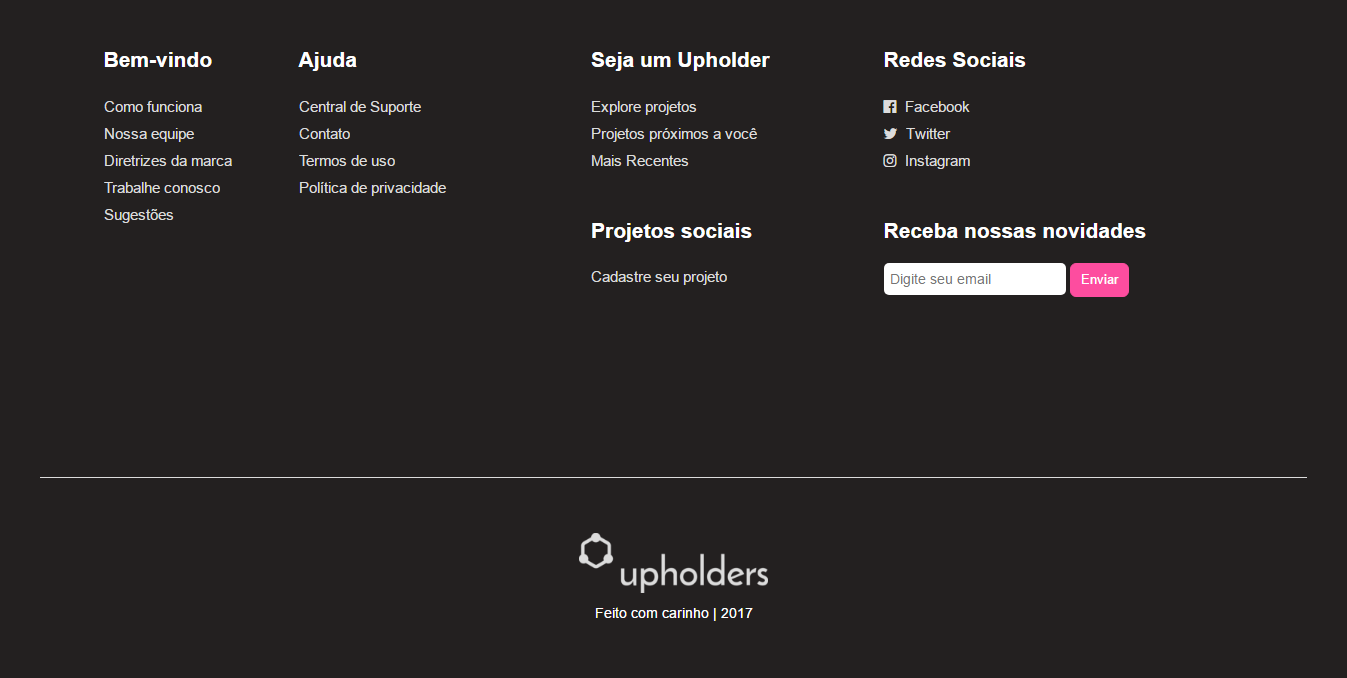 Bem-vindo
Como funciona
Nossa equipe
Diretrizes da marca
Trabalhe conosco
Sugestões
Ajuda
Central de Suporte
Contato
Termos de uso
Política de privacidade
Seja um Upholder
Explore projetos
Projetos próximos a você
Mais Recentes
Projetos sociais
Cadastre seu projeto
Redes Sociais
Facebook
Twitter
Instagram
Receba nossas novidades
Digite seu email Enviar
upholders
Feito com carinho | 2017